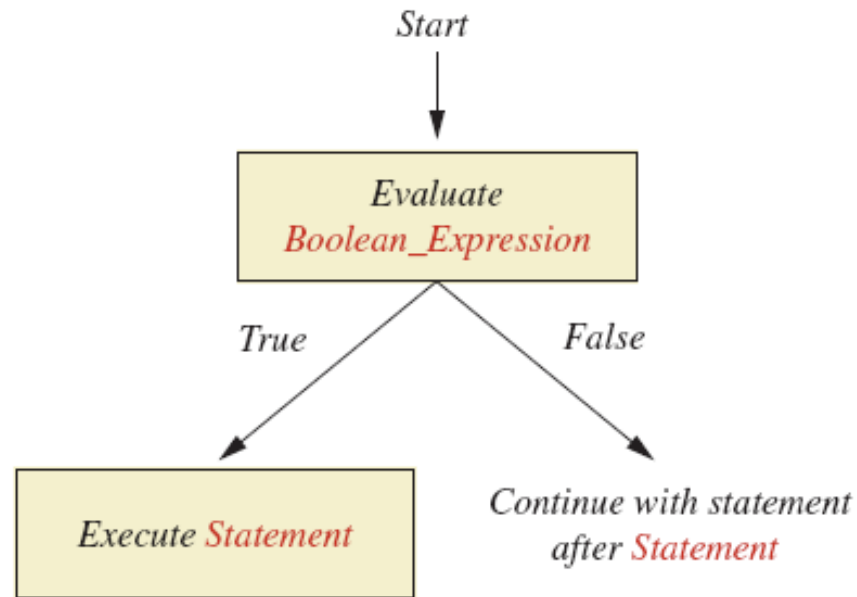 Start
Evaluate
Boolean_Expression
True
False
Execute Statement
Continue with statement
after Statement